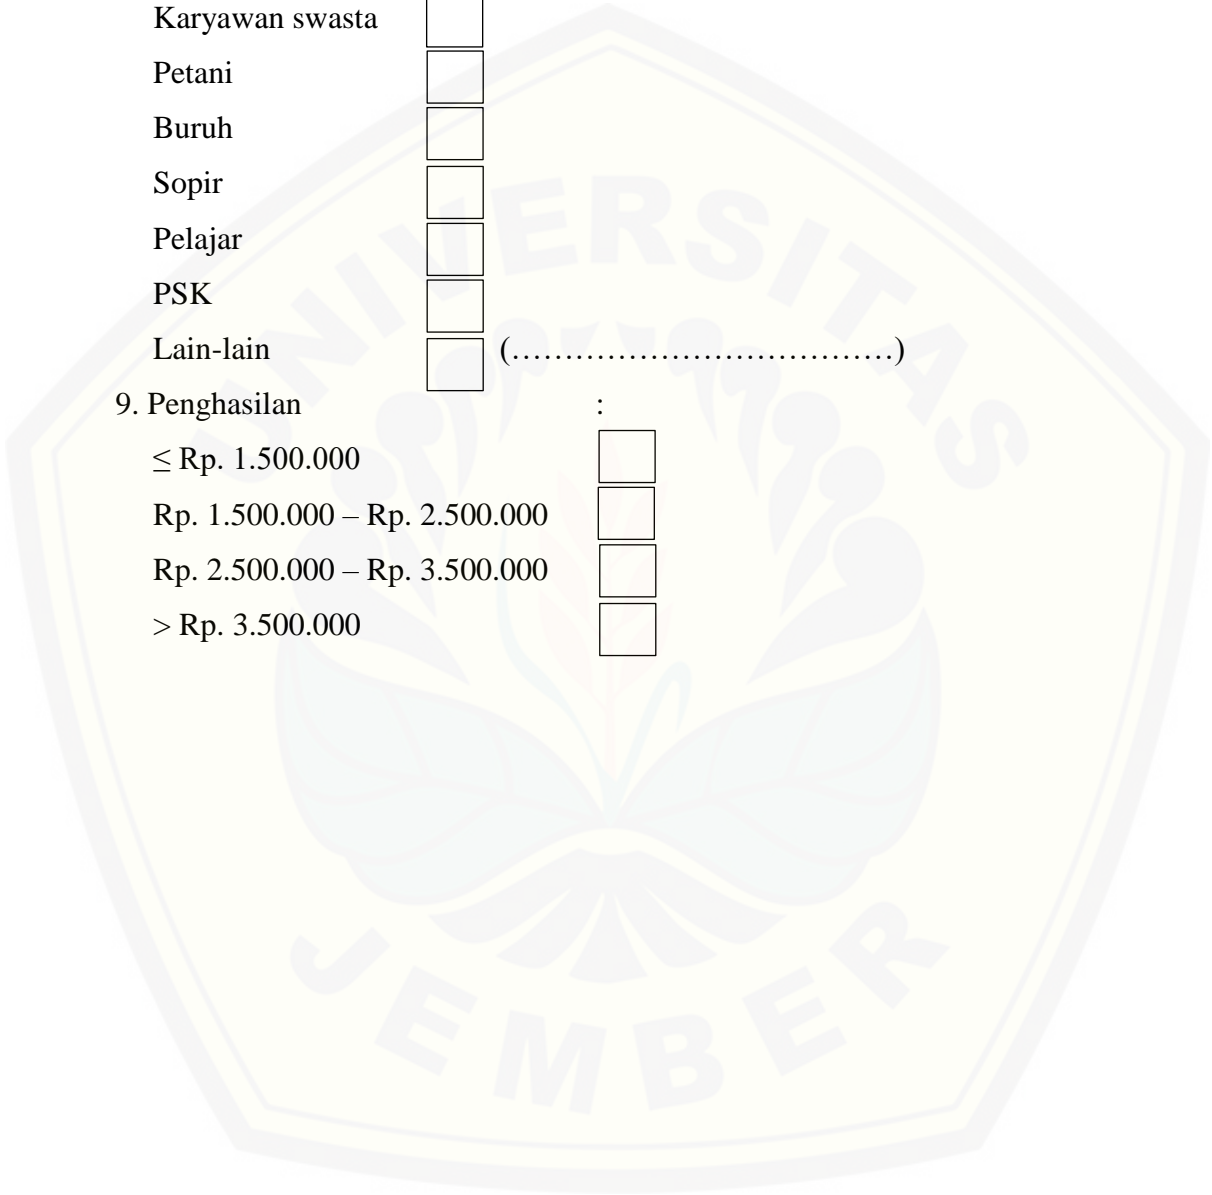 Karyawan swasta
Petani
Buruh
Sopir
Pelajar
PSK
Lain-lain (………………………………)
9. Penghasilan :
≤ Rp. 1.500.000
Rp. 1.500.000 – Rp. 2.500.000
Rp. 2.500.000 – Rp. 3.500.000
> Rp. 3.500.000
UNIVERSITAS
JEMBER